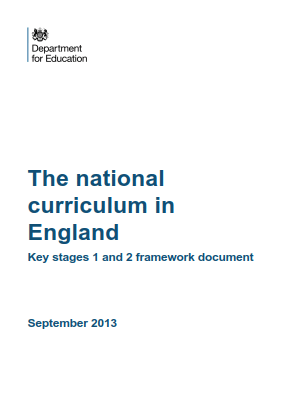 Department
for Education
The national
curriculum in
England
Key stages 1 and 2 framework document
September 2013